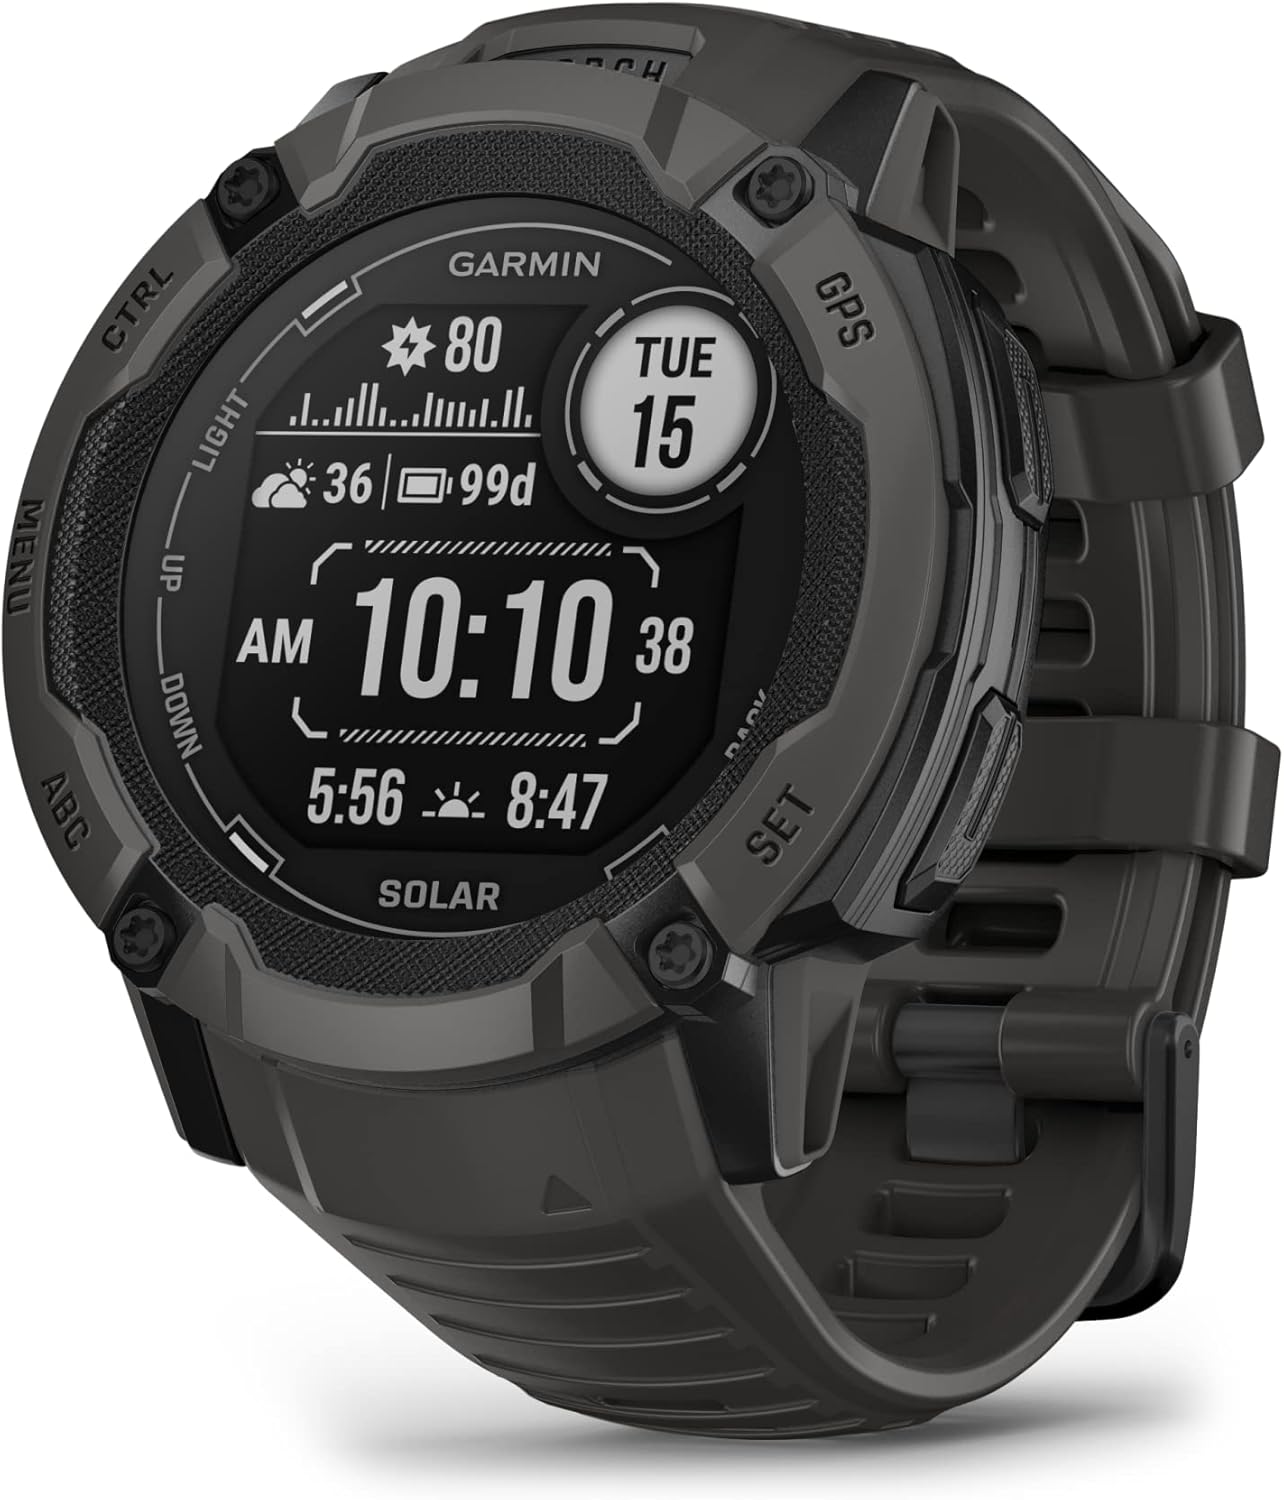 GARMIN
CTRL
GPS
LIGHT
80
TUE
15
36
99d
MENU
UP
AM
10:10
38
DOWN
ABC
5:56
8:47
SET
SOLAR